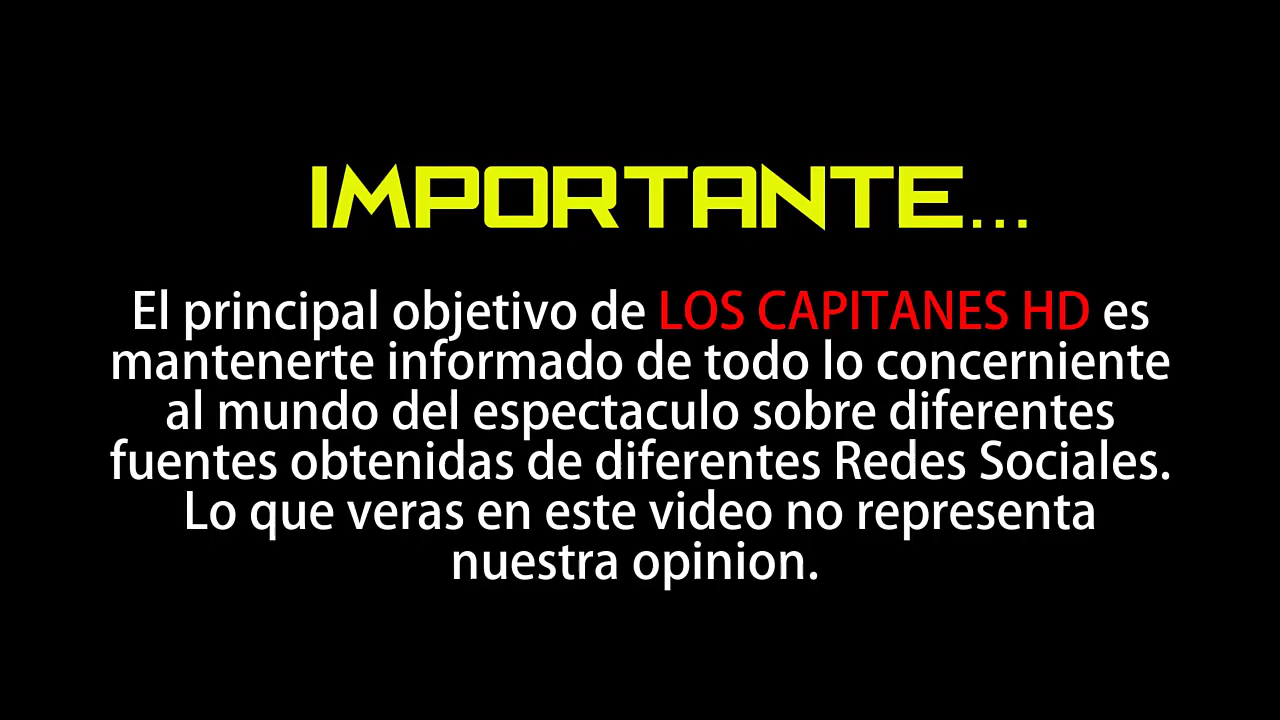 IMPORTANTE...
El principal objetivo de LOS CAPITANES HD es
mantenerte informado de todo lo concerniente
al mundo del espectaculo sobre diferentes
fuentes obtenidas de diferentes Redes Sociales.
Lo que veras en este video no representa
nuestra opinion.